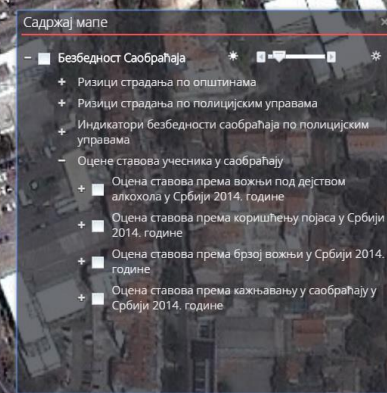 Садржај мапе
Безбедност Саобраћаја
Ризици страдања по општинама
Ризици страдања по полицијским управама
Индикатори безбедности саобраћаја по полицијским
управама
Оцене ставова учесника у саобраћају
Оцена ставова према вожњи под дејством
алкохола у Србији 2014. године
Оцена ставова према коришћењу појаса у Србији
2014. године
Оцена ставова према брзој вожњи у Србији 2014.
године
Оцена ставова према кажњавању у саобраћају у
Србији 2014. године